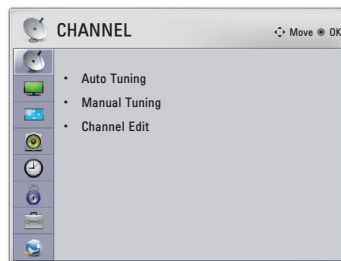 CHANNEL
Move OK
• Auto Tuning
• Manual Tuning
• Channel Edit